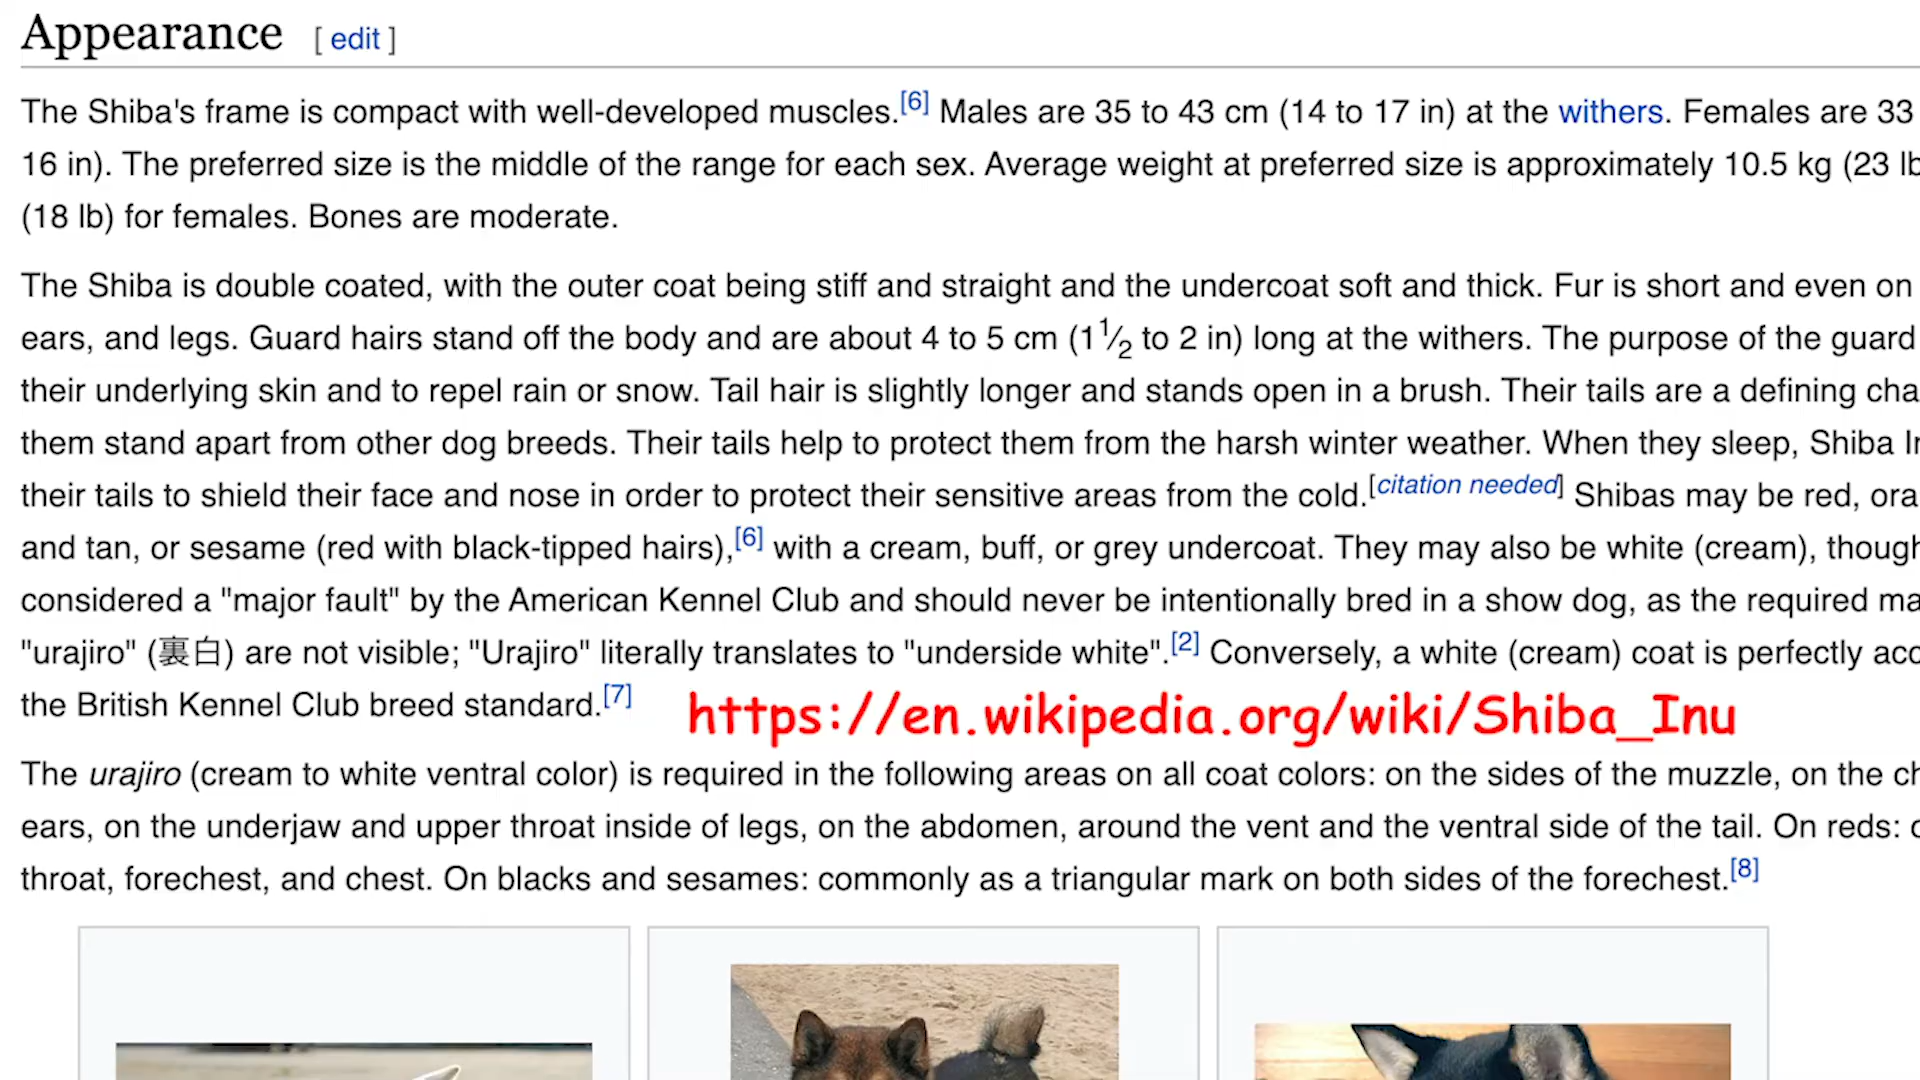 Appearance [ edit ]
The Shiba's frame is compact with well-developed muscles.[6] Males are 35 to 43 cm (14 to 17 in) at the withers. Females are 33
16 in). The preferred size is the middle of the range for each sex. Average weight at preferred size is approximately 10.5 kg (23 lb
(18 lb) for females. Bones are moderate.
The Shiba is double coated, with the outer coat being stiff and straight and the undercoat soft and thick. Fur is short and even on
ears, and legs. Guard hairs stand off the body and are about 4 to 5 cm (1 1⁄2 to 2 in) long at the withers. The purpose of the guard
their underlying skin and to repel rain or snow. Tail hair is slightly longer and stands open in a brush. Their tails are a defining cha
them stand apart from other dog breeds. Their tails help to protect them from the harsh winter weather. When they sleep, Shiba In
their tails to shield their face and nose in order to protect their sensitive areas from the cold.[citation needed] Shibas may be red, ora
and tan, or sesame (red with black-tipped hairs),[6] with a cream, buff, or grey undercoat. They may also be white (cream), though
considered a "major fault" by the American Kennel Club and should never be intentionally bred in a show dog, as the required ma
"urajiro" (裏白) are not visible; "Urajiro" literally translates to "underside white".[2] Conversely, a white (cream) coat is perfectly acc
the British Kennel Club breed standard.[7]
https://en.wikipedia.org/wiki/Shiba_Inu
The urajiro (cream to white ventral color) is required in the following areas on all coat colors: on the sides of the muzzle, on the ch
ears, on the underjaw and upper throat inside of legs, on the abdomen, around the vent and the ventral side of the tail. On reds: c
throat, forechest, and chest. On blacks and sesames: commonly as a triangular mark on both sides of the forechest.[8]